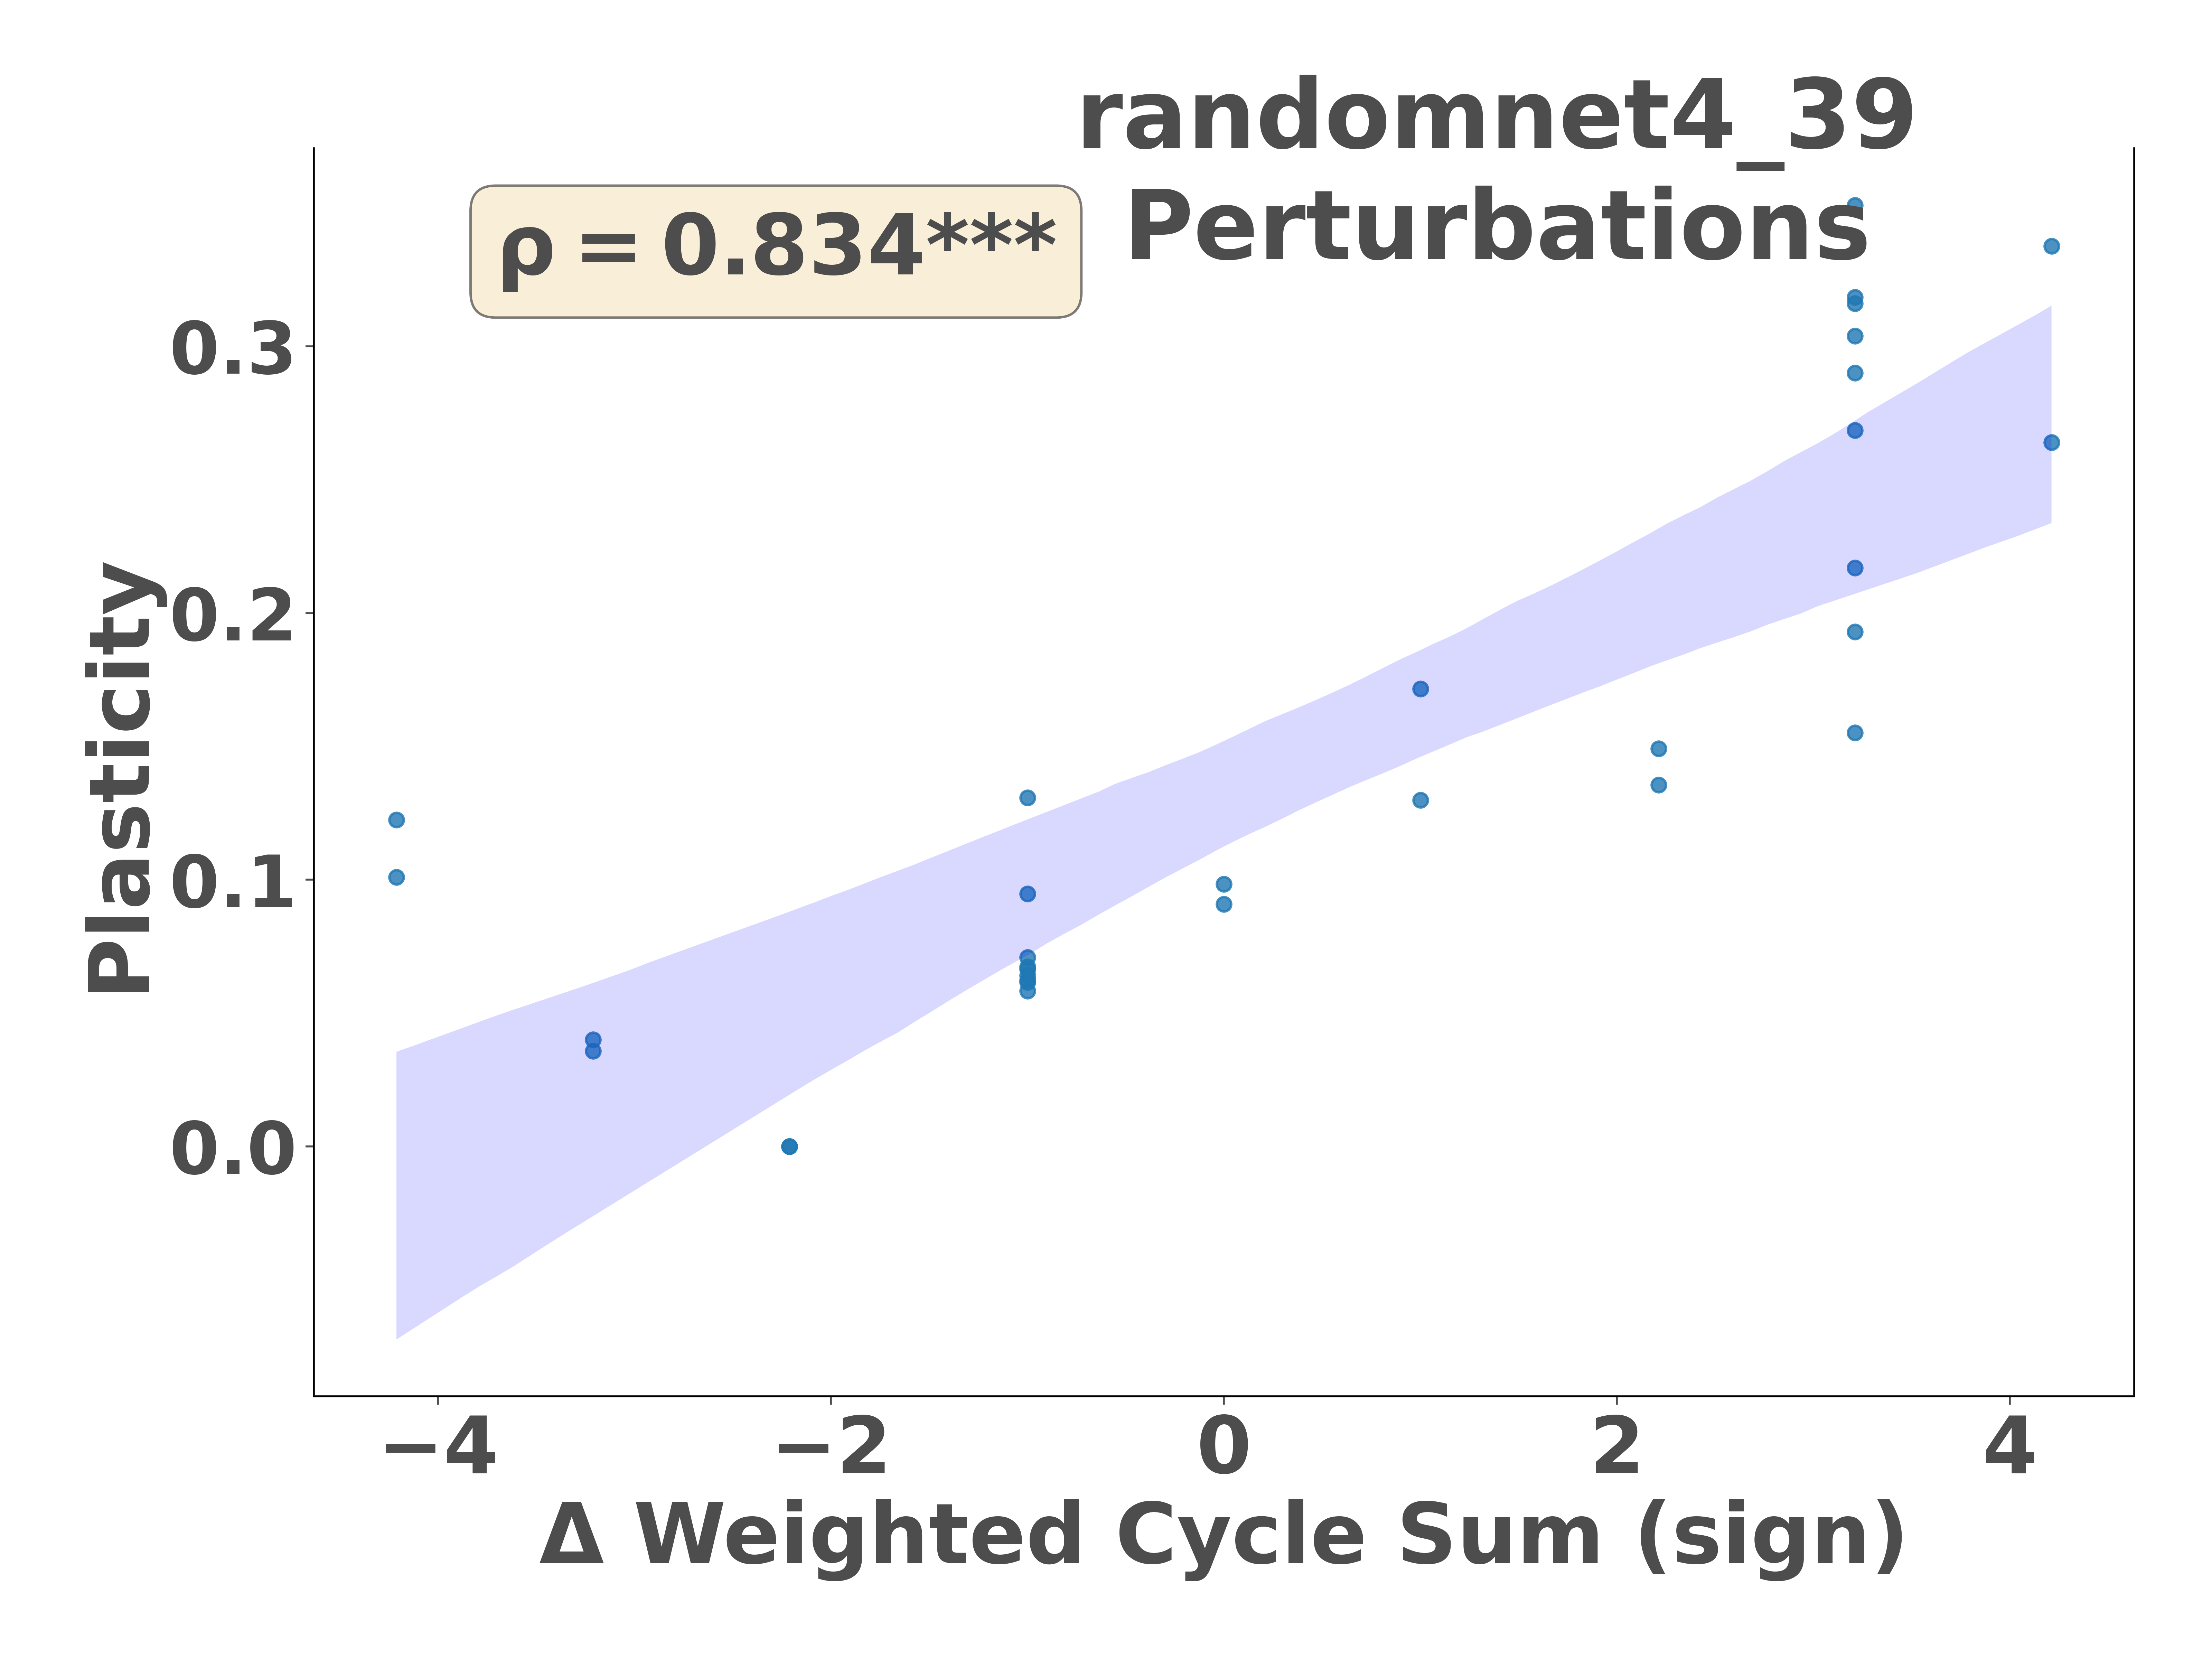 randomnet4_39
Perturbations
ρ = 0.834***
Plasticity
0.3
0.2
0.1
0.0
−4
−2
0
2
4
Δ Weighted Cycle Sum (sign)